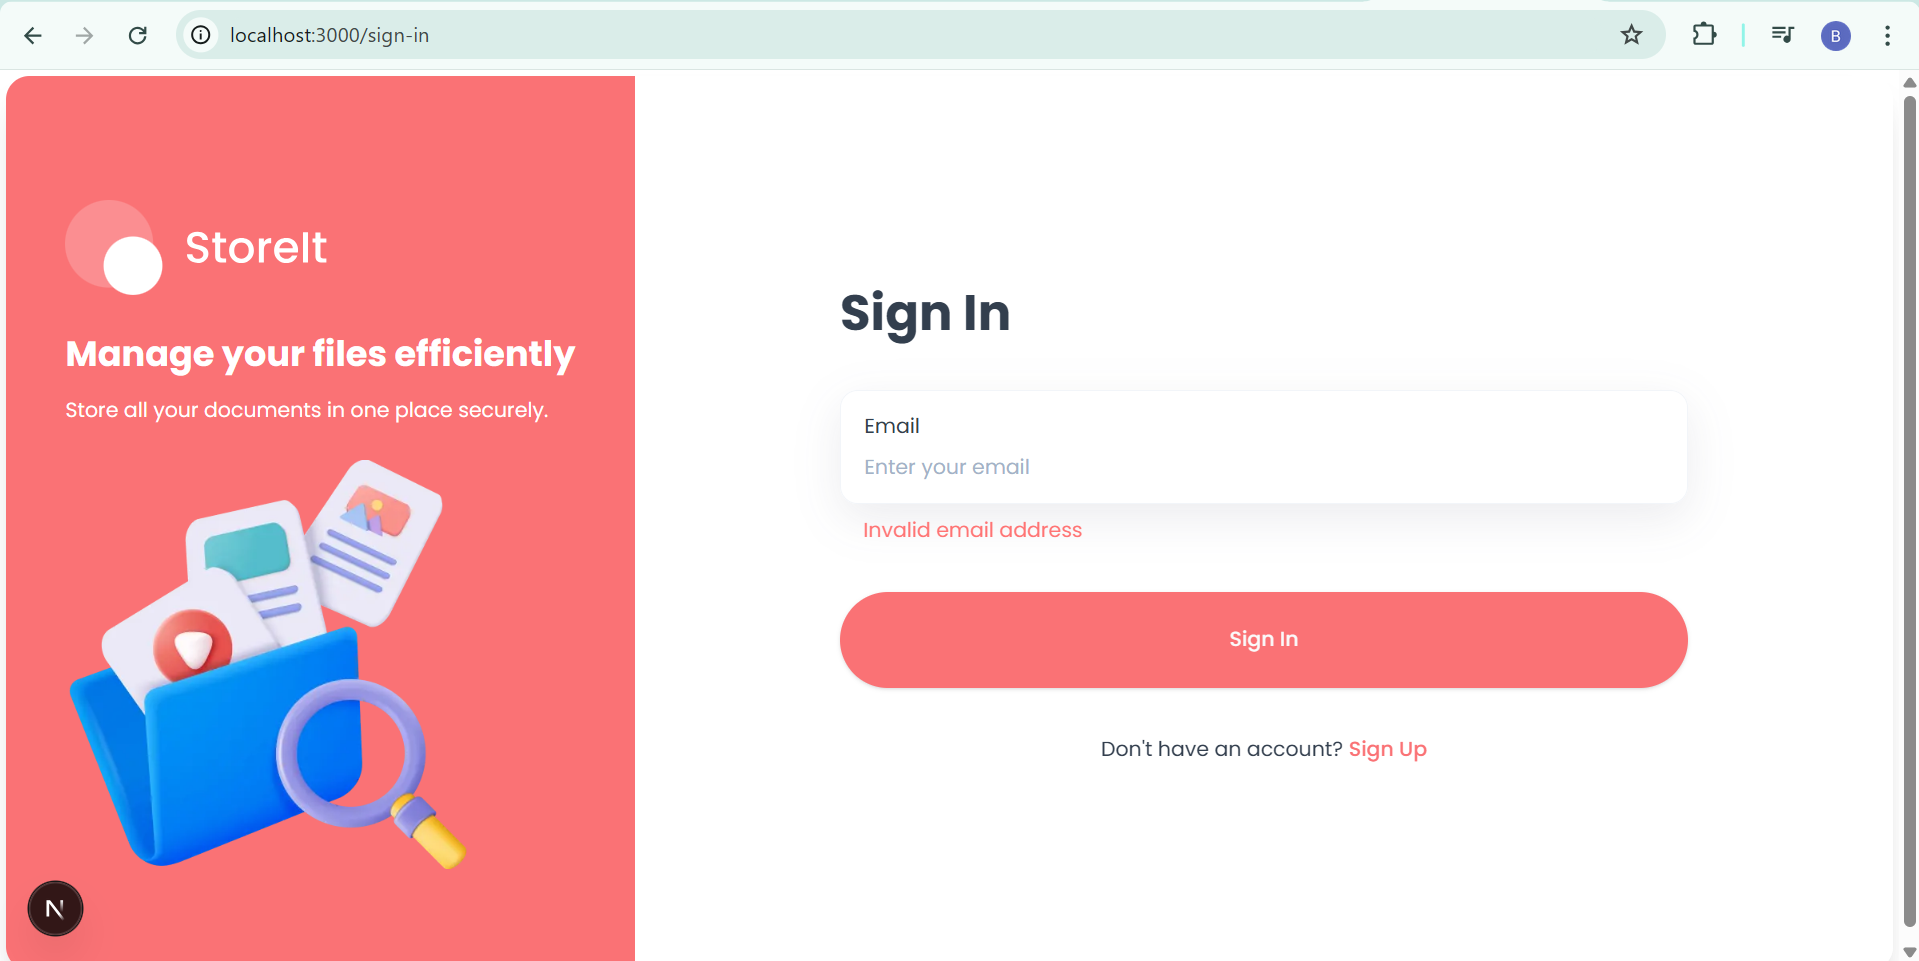 localhost:3000/sign-in
B
StoreIt
Manage your files efficiently
Store all your documents in one place securely.
N
Sign In
Email
Enter your email
Invalid email address
Sign In
Don't have an account? Sign Up